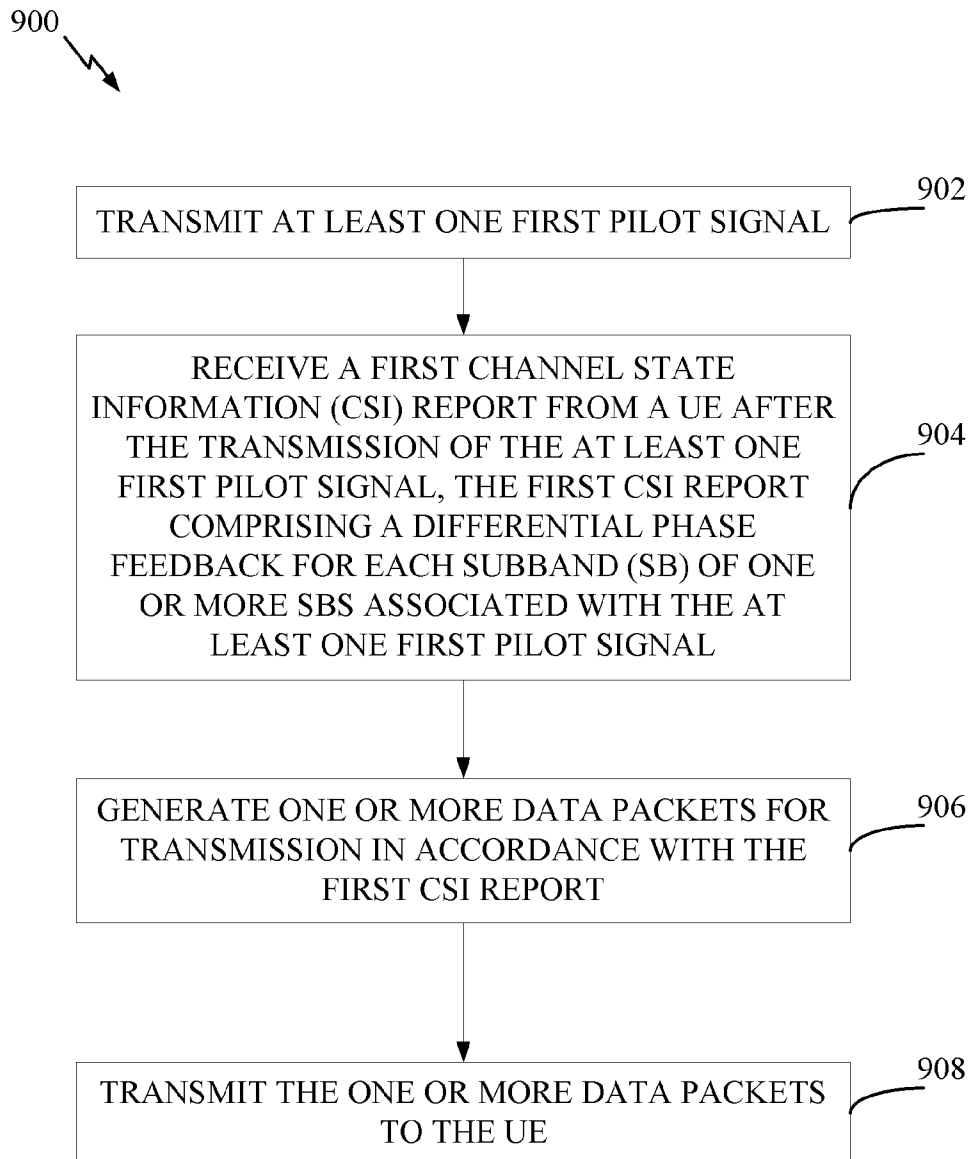 900
902
TRANSMIT AT LEAST ONE FIRST PILOT SIGNAL
RECEIVE A FIRST CHANNEL STATE
INFORMATION (CSI) REPORT FROM A UE AFTER
THE TRANSMISSION OF THE AT LEAST ONE
FIRST PILOT SIGNAL, THE FIRST CSI REPORT
COMPRISING A DIFFERENTIAL PHASE
FEEDBACK FOR EACH SUBBAND (SB) OF ONE
OR MORE SBS ASSOCIATED WITH THE AT
LEAST ONE FIRST PILOT SIGNAL
904
GENERATE ONE OR MORE DATA PACKETS FOR
TRANSMISSION IN ACCORDANCE WITH THE
FIRST CSI REPORT
906
TRANSMIT THE ONE OR MORE DATA PACKETS
TO THE UE
908